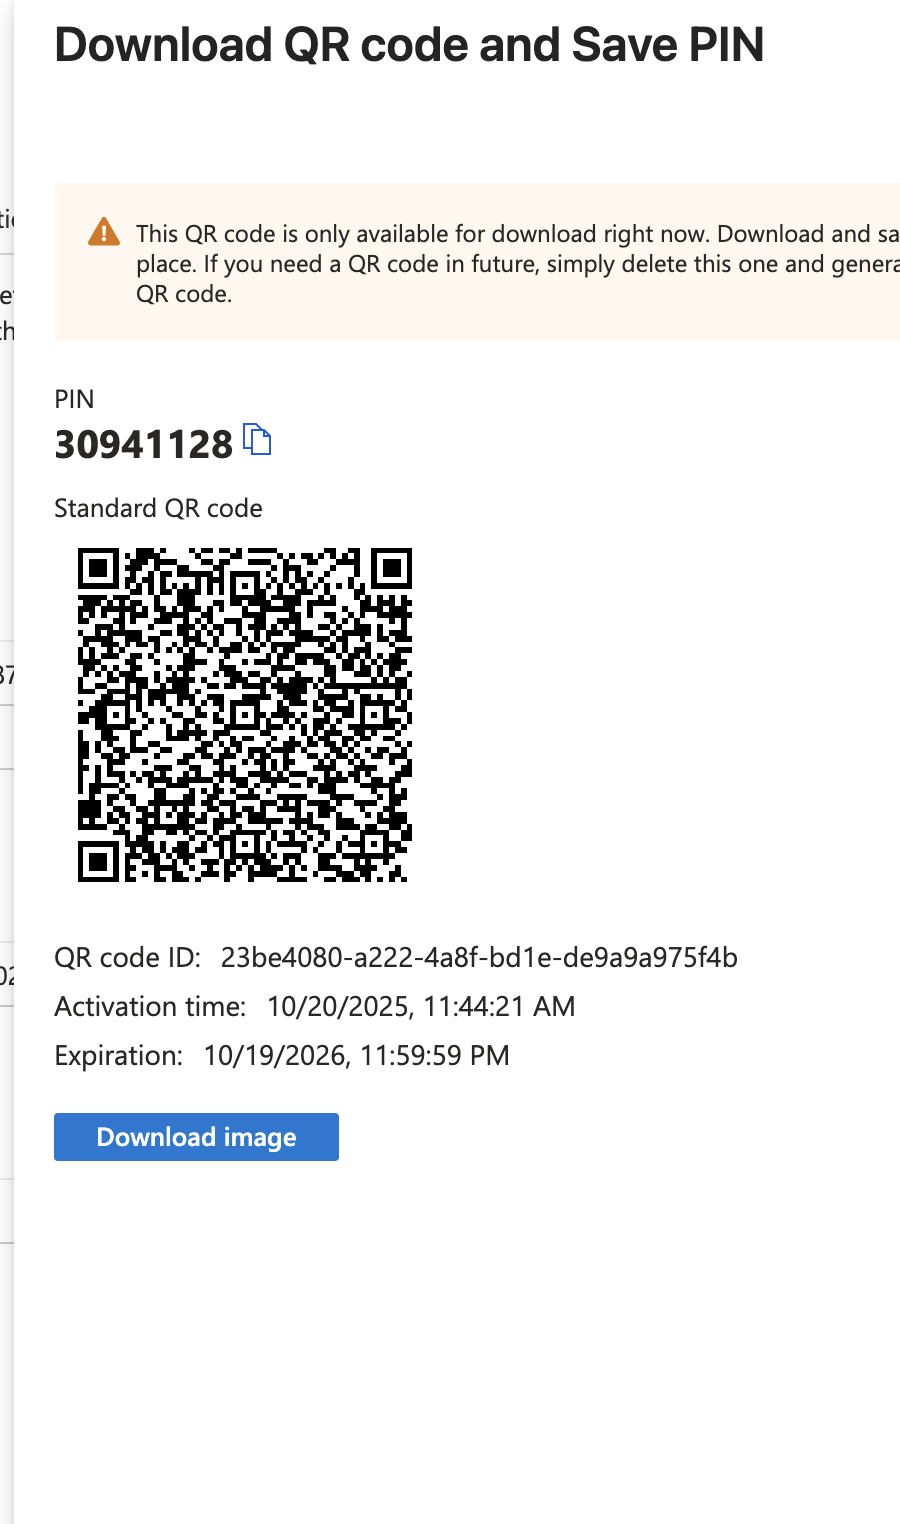 Download QR code and Save PIN
This QR code is only available for download right now. Download and sa
place. If you need a QR code in future, simply delete this one and genera
QR code.
PIN
30941128
Standard QR code
QR code ID: 23be4080-a222-4a8f-bd1e-de9a9a975f4b
Activation time: 10/20/2025, 11:44:21 AM
Expiration: 10/19/2026, 11:59:59 PM
Download image